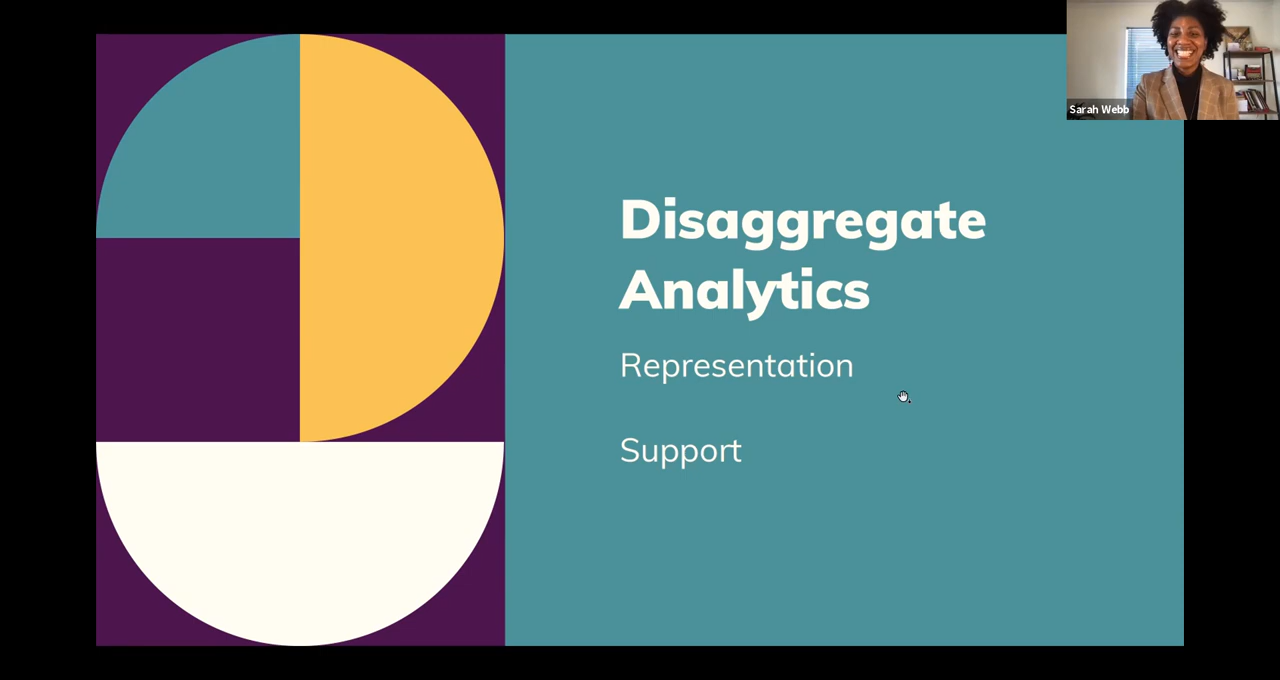 Sarah Webb
Disaggregate
Analytics
Representation
Support